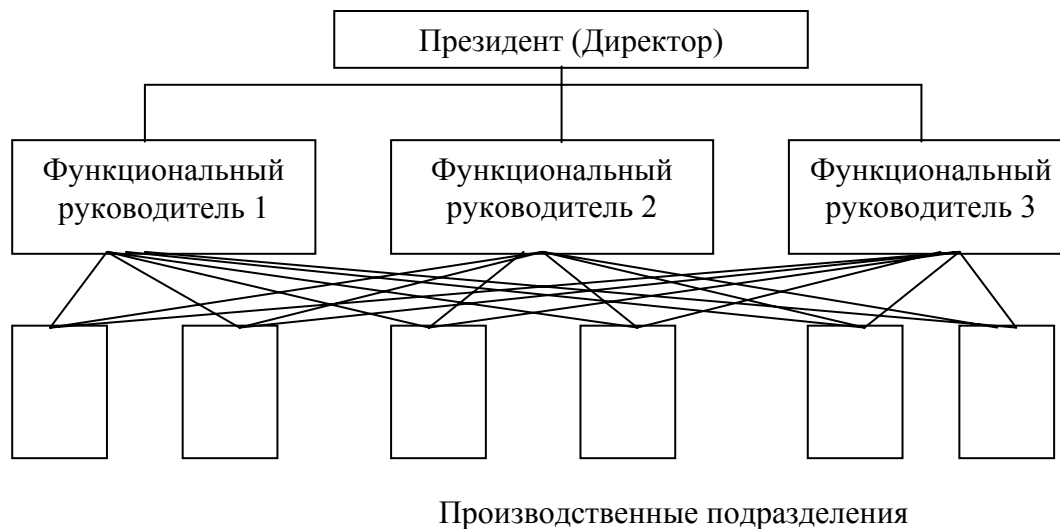 Президент (Директор)
Функциональный
руководитель 1
Функциональный
руководитель 2
Функциональный
руководитель 3
Производственные подразделения